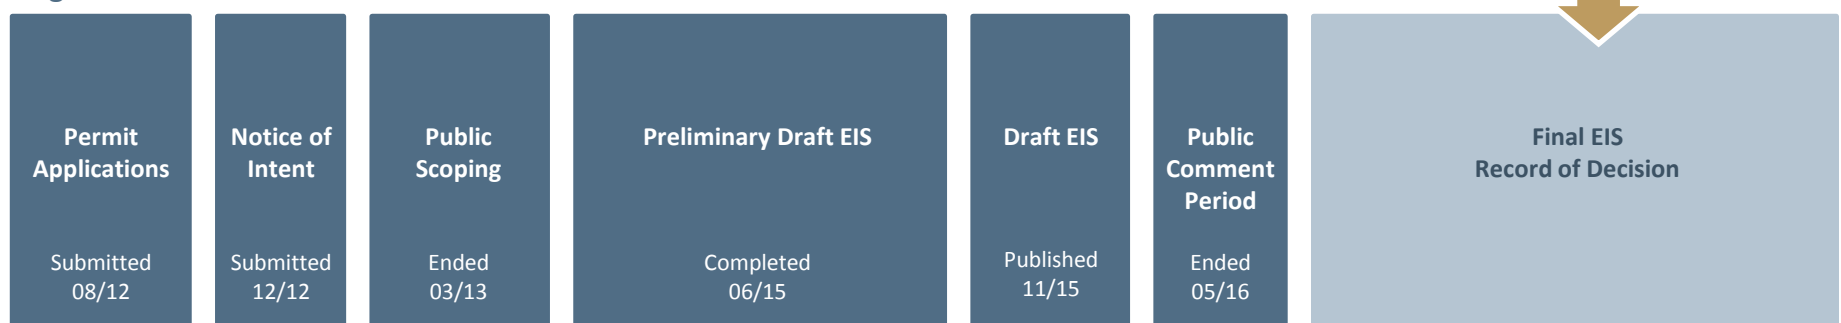 Permit
Applications
Submitted
08/12
Notice of
Intent
Submitted
12/12
Public
Scoping
Ended
03/13
Preliminary Draft EIS
Completed
06/15
Draft EIS
Published
11/15
Public
Comment
Period
Ended
05/16
Final EIS
Record of Decision